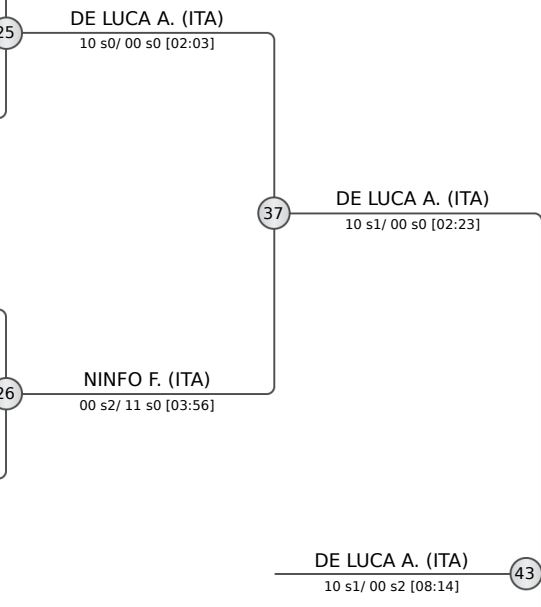 25
DE LUCA A. (ITA)
10 s0/ 00 s0 [02:03]
37
DE LUCA A. (ITA)
10 s1/ 00 s0 [02:23]
26
NINFO F. (ITA)
00 s2/ 11 s0 [03:56]
DE LUCA A. (ITA)
43
10 s1/ 00 s2 [08:14]